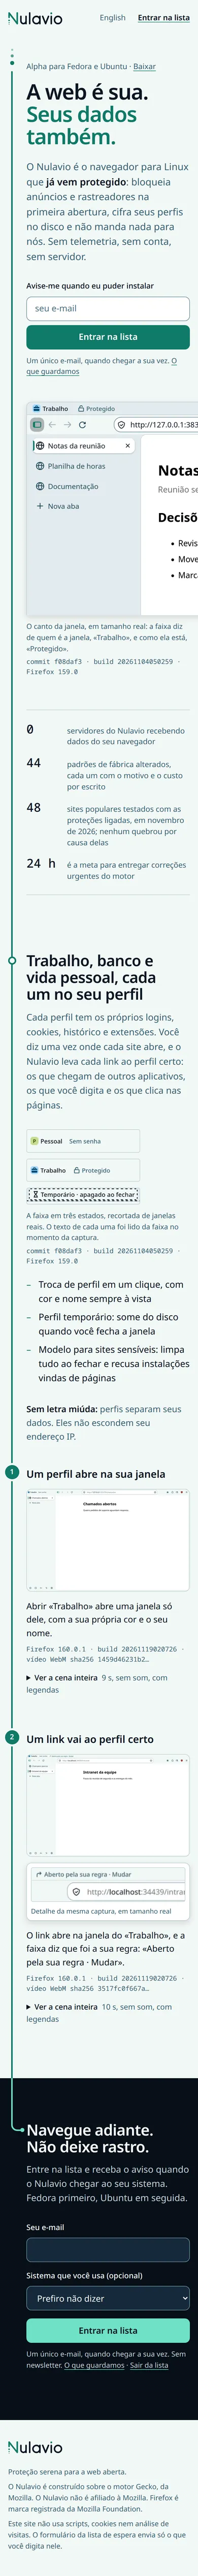 Nulavio
English
Entrar na lista
Alpha para Fedora e Ubuntu · Baixar
A web é sua.
Seus dados
também.
O Nulavio é o navegador para Linux
que já vem protegido: bloqueia
anúncios e rastreadores na
primeira abertura, cifra seus perfis
no disco e não manda nada para
nós. Sem telemetria, sem conta,
sem servidor.
Avise-me quando eu puder instalar
seu e-mail
Entrar na lista
Um único e-mail, quando chegar a sua vez. O
que guardamos
Trabalho
Protegido
http://127.0.0.1:383
Notas da reunião
Planilha de horas
Documentação
Nova aba
Notas
Reunião se
Decisõ
Revis
Move
Marc
O canto da janela, em tamanho real: a faixa diz
de quem é a janela, «Trabalho», e como ela está,
«Protegido».
commit f08daf3 · build 20261104050259 ·
Firefox 159.0
0
servidores do Nulavio recebendo
dados do seu navegador
44
padrões de fábrica alterados,
cada um com o motivo e o custo
por escrito
48
sites populares testados com as
proteções ligadas, em novembro
de 2026; nenhum quebrou por
causa delas
24 h
é a meta para entregar correções
urgentes do motor
Trabalho, banco e
vida pessoal, cada
um no seu perfil
Cada perfil tem os próprios logins,
cookies, histórico e extensões. Você
diz uma vez onde cada site abre, e o
Nulavio leva cada link ao perfil certo:
os que chegam de outros aplicativos,
os que você digita e os que clica nas
páginas.
P Pessoal Sem senha
Trabalho Protegido
Temporário · apagado ao fechar
A faixa em três estados, recortada de janelas
reais. O texto de cada uma foi lido da faixa no
momento da captura.
commit f08daf3 · build 20261104050259 ·
Firefox 159.0
– Troca de perfil em um clique, com
cor e nome sempre à vista
– Perfil temporário: some do disco
quando você fecha a janela
– Modelo para sites sensíveis: limpa
tudo ao fechar e recusa instalações
vindas de páginas
Sem letra miúda: perfis separam seus
dados. Eles não escondem seu
endereço IP.
1
Um perfil abre na sua janela
Chamados abertos
Abrir «Trabalho» abre uma janela só
dele, com a sua própria cor e o seu
nome.
Firefox 160.0.1 · build 20261119020726 ·
vídeo WebM sha256 1459d46231b2…
Ver a cena inteira 9 s, sem som, com
legendas
2
Um link vai ao perfil certo
Intranet da equipe
Aberto pela sua regra · Mudar
http://localhost:34439/intra
Detalhe da mesma captura, em tamanho real
O link abre na janela do «Trabalho», e a
faixa diz que foi a sua regra: «Aberto
pela sua regra · Mudar».
Firefox 160.0.1 · build 20261119020726 ·
vídeo WebM sha256 3517fc0f667a…
Ver a cena inteira 10 s, sem som, com
legendas
Navegue adiante.
Não deixe rastro.
Entre na lista e receba o aviso quando
o Nulavio chegar ao seu sistema.
Fedora primeiro, Ubuntu em seguida.
Seu e-mail
Sistema que você usa (opcional)
Prefiro não dizer
Entrar na lista
Um único e-mail, quando chegar a sua vez. Sem
newsletter. O que guardamos · Sair da lista
Nulavio
Proteção serena para a web aberta.
O Nulavio é construído sobre o motor Gecko, da
Mozilla. O Nulavio não é afiliado à Mozilla. Firefox é
marca registrada da Mozilla Foundation.
Este site não usa scripts, cookies nem análise de
visitas. O formulário da lista de espera envia só o que
você digita nele.